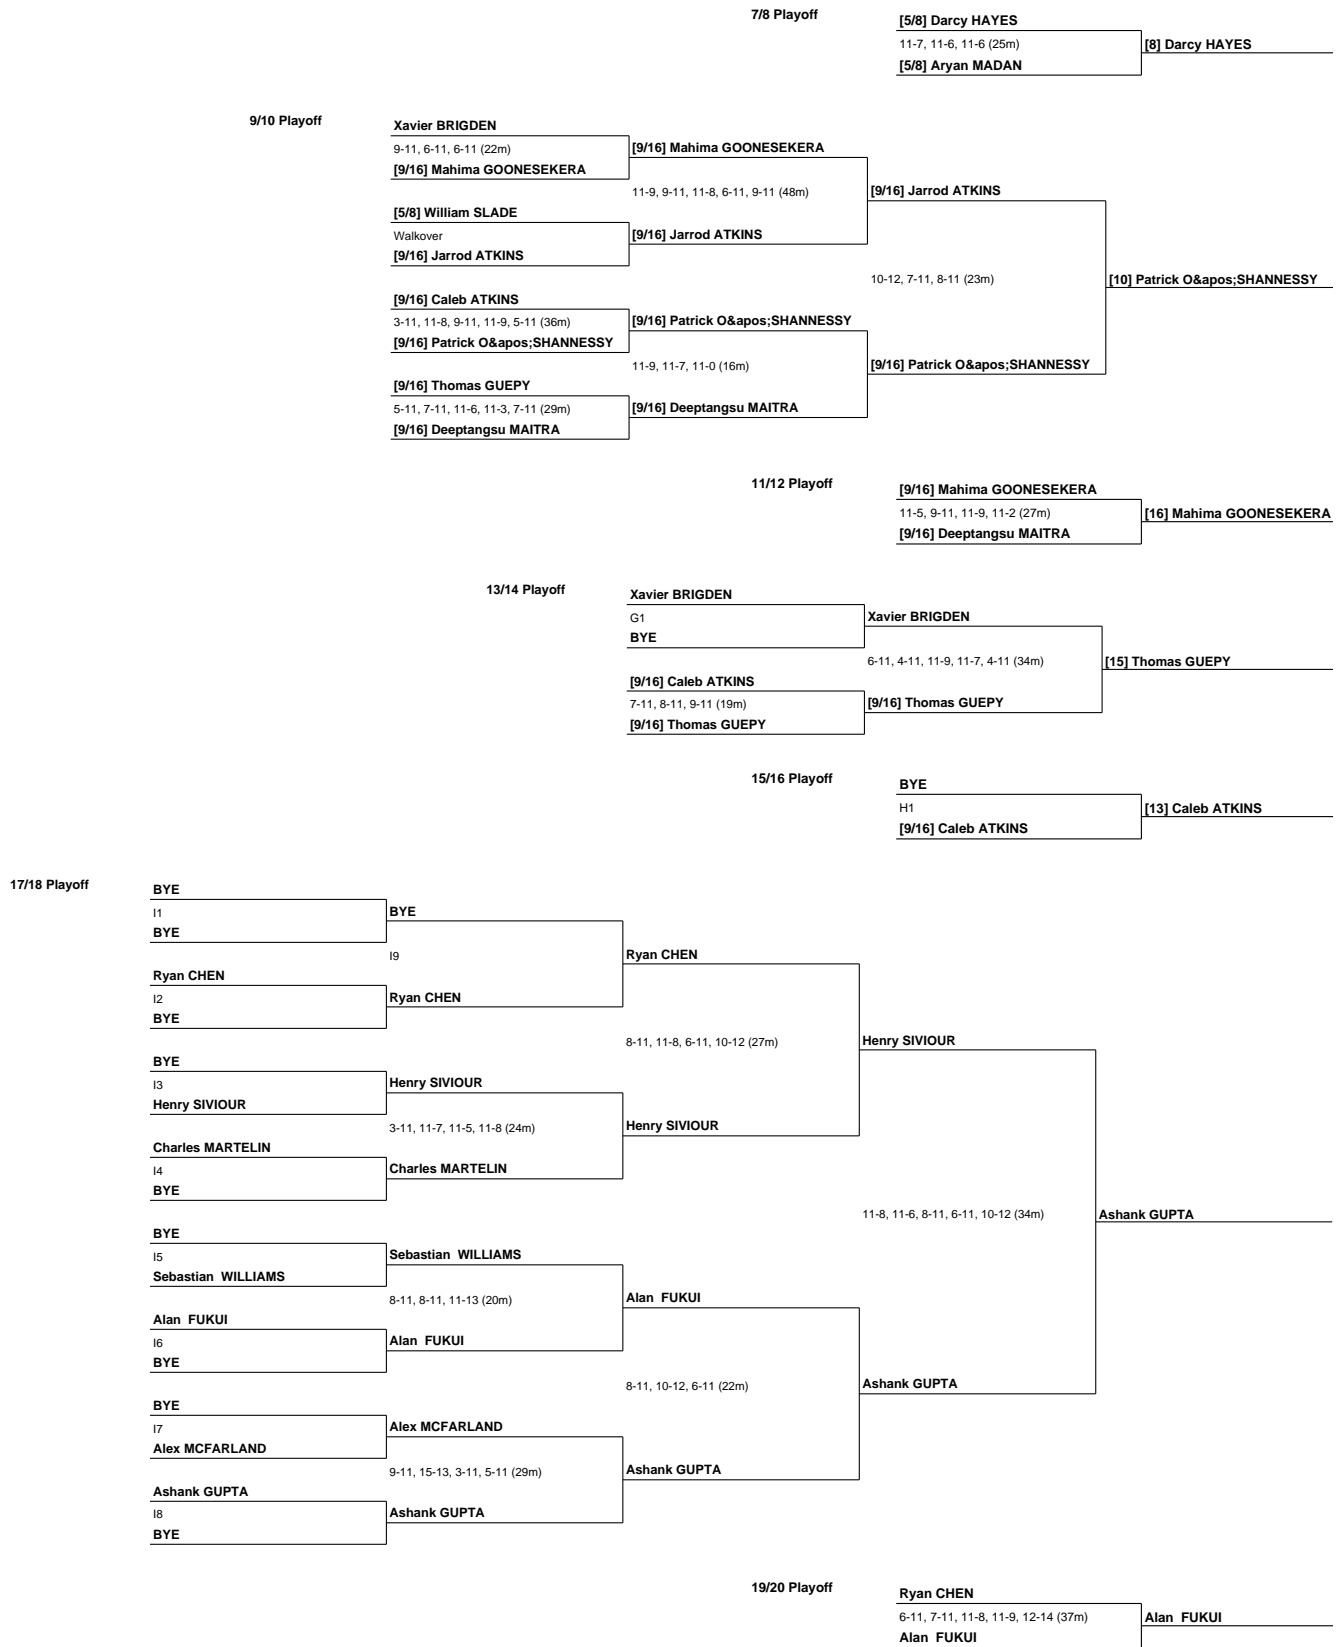 7/8 Playoff
[5/8] Darcy HAYES
11-7, 11-6, 11-6 (25m)
[8] Darcy HAYES
[5/8] Aryan MADAN
9/10 Playoff
Xavier BRIGDEN
9-11, 6-11, 6-11 (22m)
[9/16] Mahima GOONESEKERA
[9/16] Mahima GOONESEKERA
11-9, 9-11, 11-8, 6-11, 9-11 (48m)
[9/16] Jarrod ATKINS
[5/8] William SLADE
Walkover
[9/16] Jarrod ATKINS
[9/16] Jarrod ATKINS
10-12, 7-11, 8-11 (23m)
[10] Patrick O&apos;SHANNESSY
[9/16] Caleb ATKINS
3-11, 11-8, 9-11, 11-9, 5-11 (36m)
[9/16] Patrick O&apos;SHANNESSY
[9/16] Patrick O&apos;SHANNESSY
11-9, 11-7, 11-0 (16m)
[9/16] Patrick O&apos;SHANNESSY
[9/16] Thomas GUEPY
5-11, 7-11, 11-6, 11-3, 7-11 (29m)
[9/16] Deeptangsu MAITRA
[9/16] Deeptangsu MAITRA
11/12 Playoff
[9/16] Mahima GOONESEKERA
11-5, 9-11, 11-9, 11-2 (27m)
[16] Mahima GOONESEKERA
[9/16] Deeptangsu MAITRA
13/14 Playoff
Xavier BRIGDEN
G1
Xavier BRIGDEN
BYE
6-11, 4-11, 11-9, 11-7, 4-11 (34m)
[15] Thomas GUEPY
[9/16] Caleb ATKINS
7-11, 8-11, 9-11 (19m)
[9/16] Thomas GUEPY
[9/16] Thomas GUEPY
15/16 Playoff
BYE
H1
[13] Caleb ATKINS
[9/16] Caleb ATKINS
17/18 Playoff
BYE
I1
BYE
BYE
I9
Ryan CHEN
Ryan CHEN
I2
Ryan CHEN
BYE
8-11, 11-8, 6-11, 10-12 (27m)
Henry SIVIOUR
BYE
I3
Henry SIVIOUR
Henry SIVIOUR
3-11, 11-7, 11-5, 11-8 (24m)
Henry SIVIOUR
Charles MARTELIN
I4
Charles MARTELIN
BYE
11-8, 11-6, 8-11, 6-11, 10-12 (34m)
Ashank GUPTA
BYE
I5
Sebastian  WILLIAMS
Sebastian  WILLIAMS
8-11, 8-11, 11-13 (20m)
Alan  FUKUI
Alan  FUKUI
I6
Alan  FUKUI
BYE
8-11, 10-12, 6-11 (22m)
Ashank GUPTA
BYE
I7
Alex MCFARLAND
Alex MCFARLAND
9-11, 15-13, 3-11, 5-11 (29m)
Ashank GUPTA
Ashank GUPTA
I8
Ashank GUPTA
BYE
19/20 Playoff
Ryan CHEN
6-11, 7-11, 11-8, 11-9, 12-14 (37m)
Alan  FUKUI
Alan  FUKUI